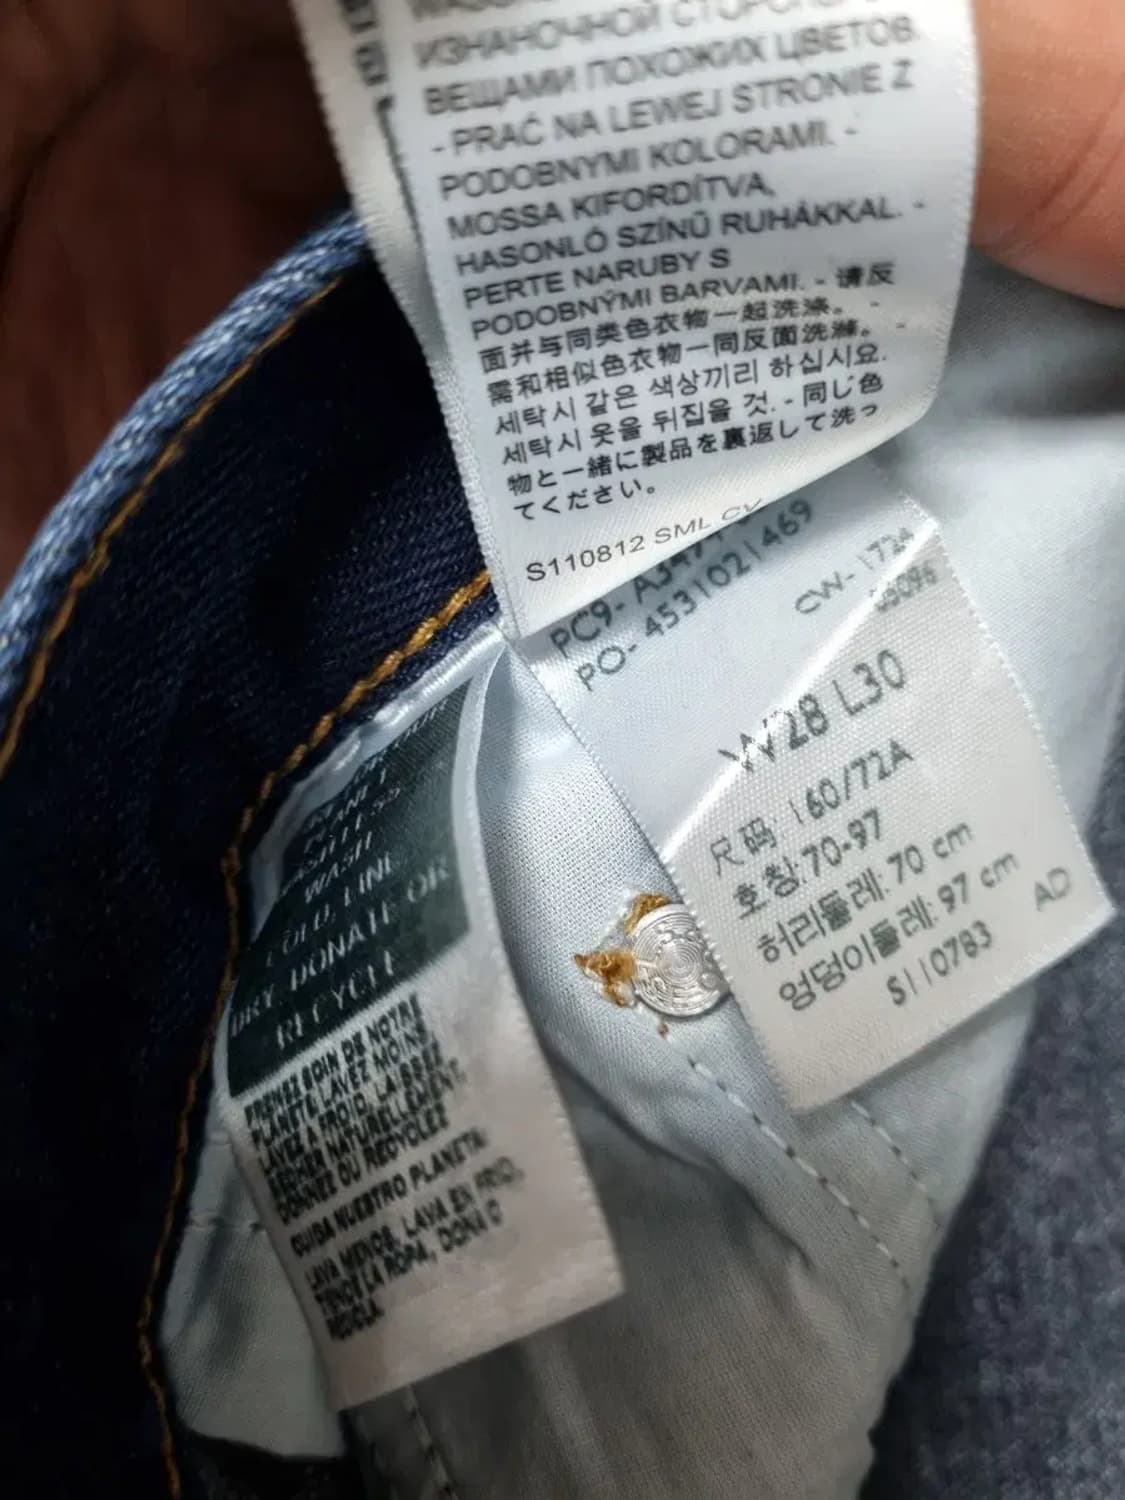 ИЗНАНОЧНОЙ
ВЕЩАМИ ПОХОЖИХ ЦВЕТОВ.
- PRAĆ NA LEWEJ STRONIE Z
PODOBNYMI KOLORAMI. -
MOSSA KIFORDÍTVA,
HASONLÓ SZÍNŰ RUHÁKKAL. -
PERTE NARUBY S
PODOBNÝMI BARVAMI. - 请反
面并与同类色衣物一起洗涤。 -
需和相似色衣物一同反面洗滌。 -
세탁시 같은 색상끼리 하십시요.
세탁시 옷을 뒤집을 것. - 同じ色
物と一緒に製品を裏返して洗っ
てください。
S110812 SML
PC9-
PO- 4531021469
CW- 1724
W28 L30
尺码: 160/72A
호칭:70-97
허리둘레: 70 cm
엉덩이둘레: 97 cm
S110783 AD
WASH
COLD, LINE
DRY, DONATE OR
RECYCLE
PRENEZ SOIN DE NOTRE
PLANÈTE. LAVEZ MOINS,
LAVEZ À FROID, LAISSEZ
SÉCHER NATURELLEMENT,
DONNEZ OU RECYCLEZ
CUIDA NUESTRO PLANETA:
LAVA MENOS, LAVA EN FRÍO,
TIENDE LA ROPA, DONA O
RECICLA